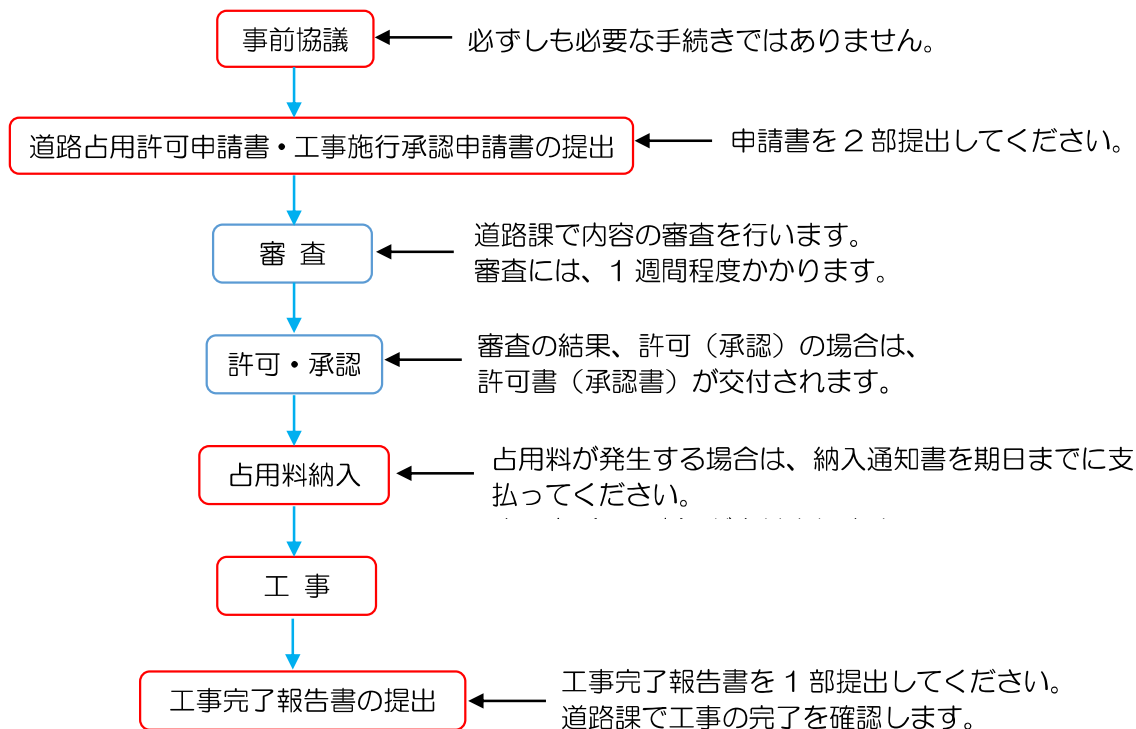 事前協議
必ずしも必要な手続きではありません。
道路占用許可申請書・工事施行承認申請書の提出
申請書を2部提出してください。
審 査
道路課で内容の審査を行います。
審査には、1週間程度かかります。
許可・承認
審査の結果、許可（承認）の場合は、
許可書（承認書）が交付されます。
占用料納入
占用料が発生する場合は、納入通知書を期日までに支
払ってください。
工 事
工事完了報告書の提出
工事完了報告書を1部提出してください。
道路課で工事の完了を確認します。